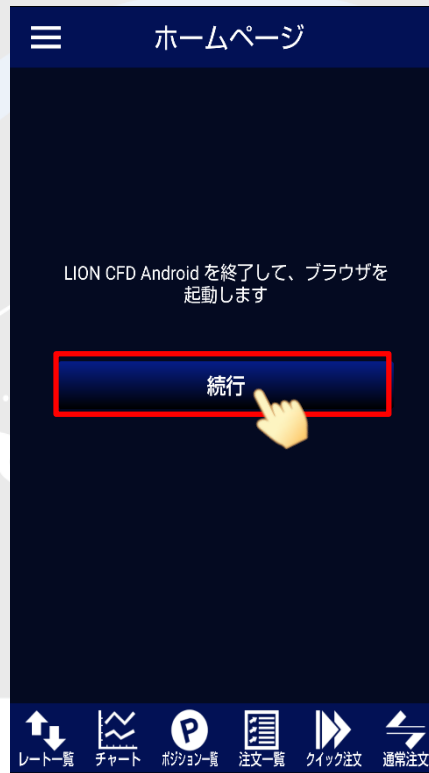 ホームページ
LION CFD Android を終了して、ブラウザを
起動します
続行
P
レート一覧 チャート ポジション一覧 注文一覧 クイック注文 通常注文